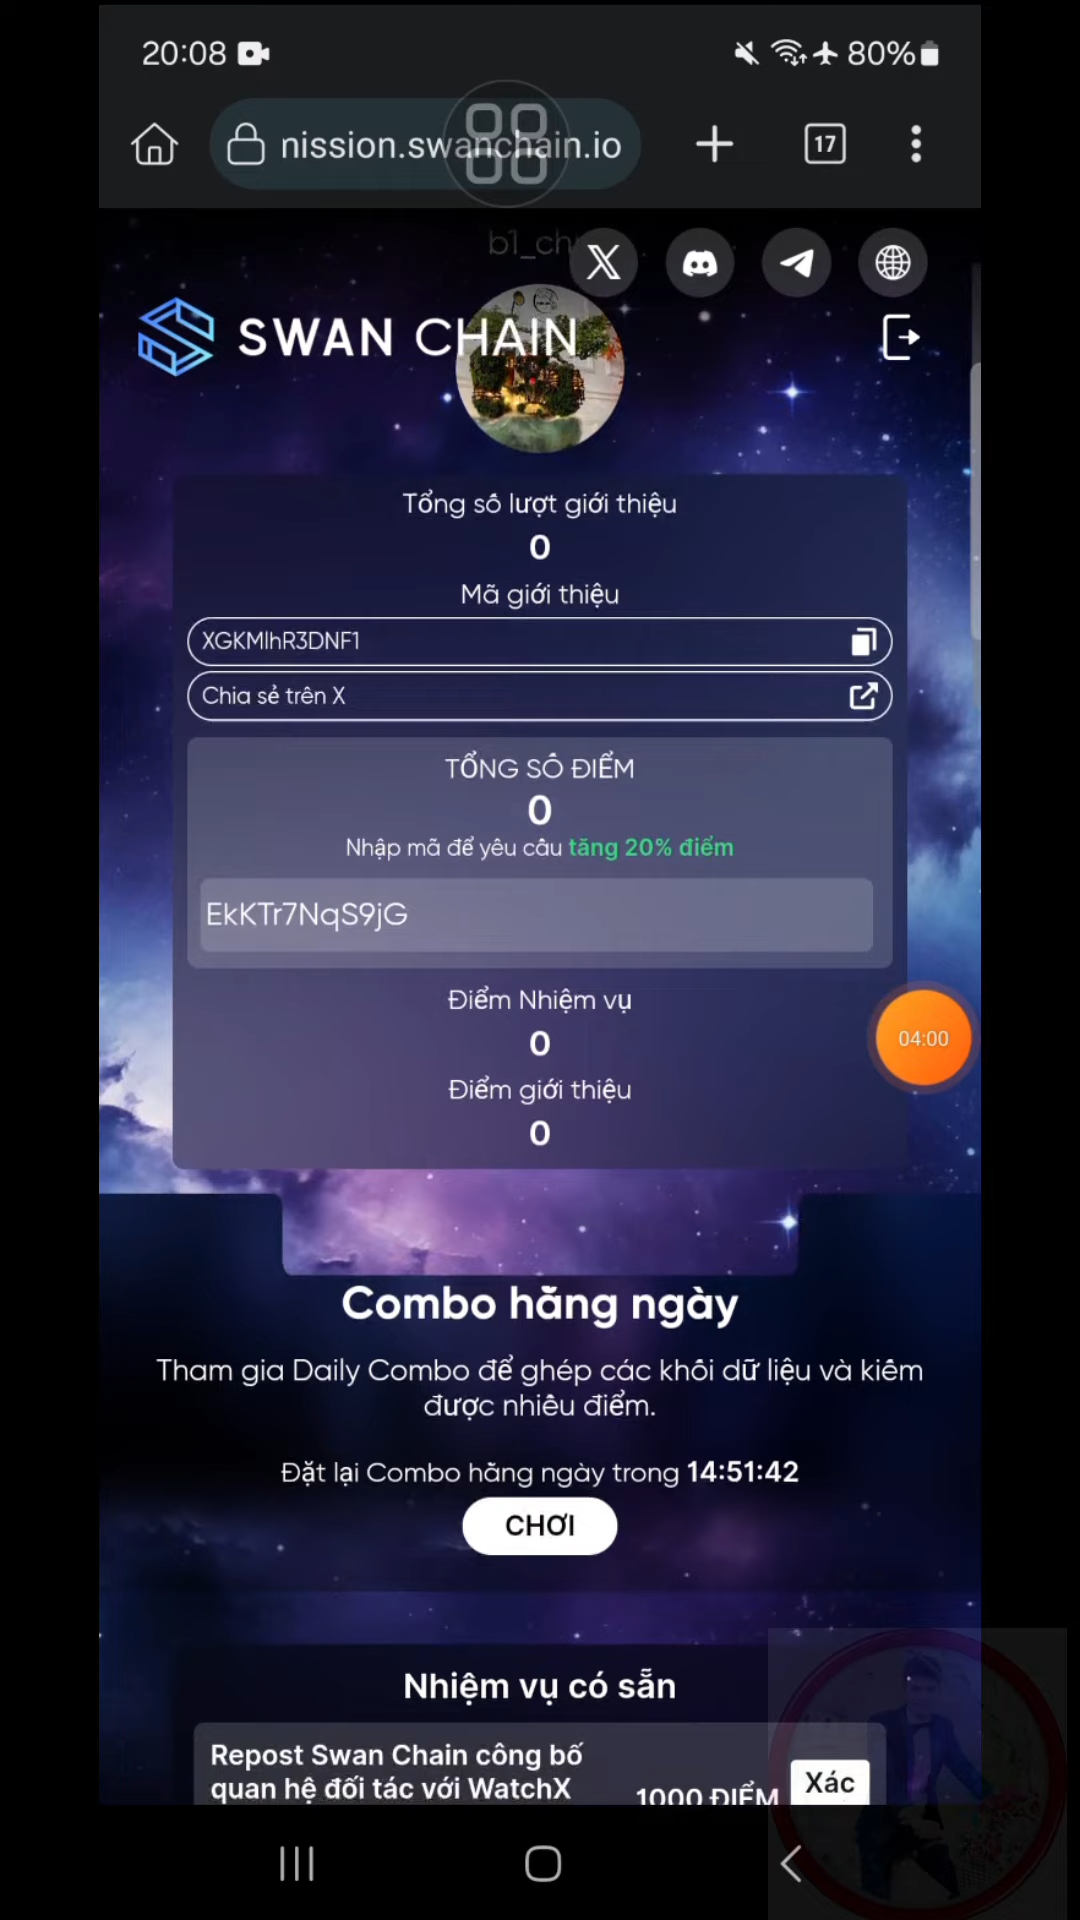 20:08
80%
nission.swanchain.io
17
SWAN CHAIN
Tổng số lượt giới thiệu
0
Mã giới thiệu
XGKMlhR3DNF1
Chia sẻ trên X
TỔNG SỐ ĐIỂM
0
Nhập mã để yêu cầu tăng 20% điểm
EkKTr7NqS9jG
Điểm Nhiệm vụ
0
04:00
Điểm giới thiệu
0
Combo hằng ngày
Tham gia Daily Combo để ghép các khối dữ liệu và kiếm
được nhiều điểm.
Đặt lại Combo hằng ngày trong 14:51:42
CHƠI
Nhiệm vụ có sẵn
Repost Swan Chain công bố
quan hệ đối tác với WatchX
1000 ĐIỂM
Xác